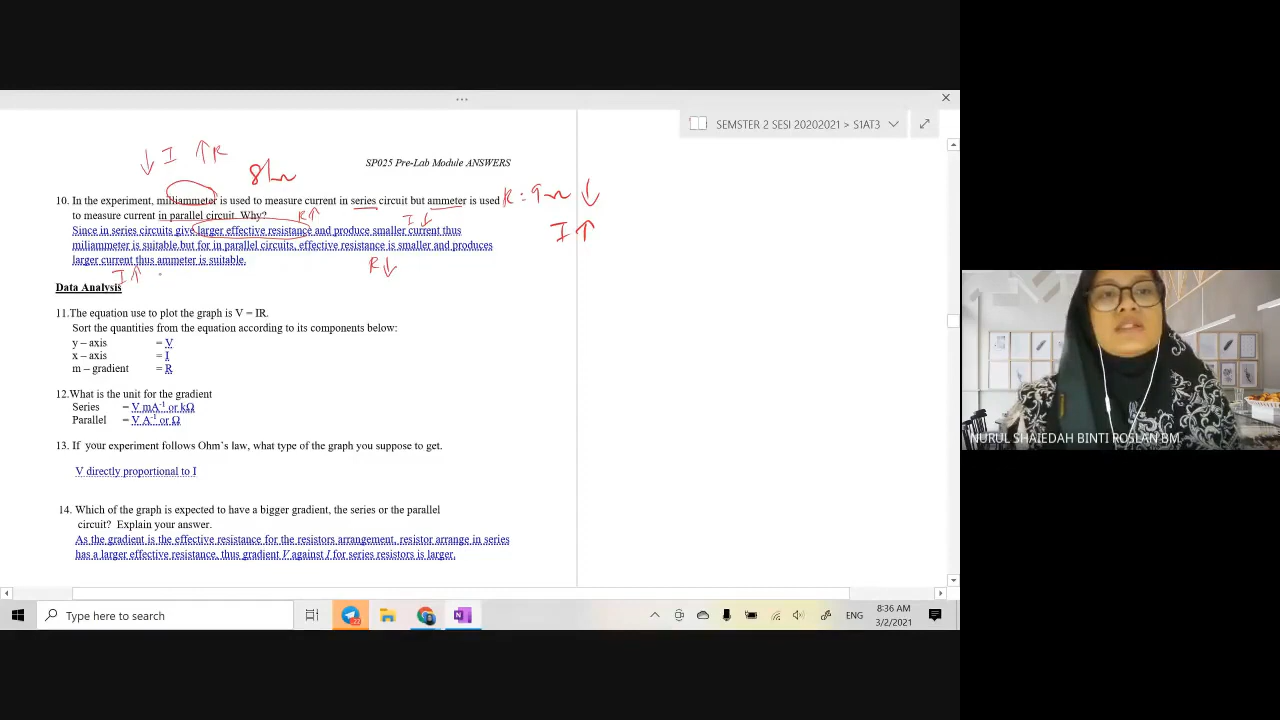 SEMSTER 2 SESI 20202021 > S1AT3
↓ I ↑R
SP025 Pre-Lab Module ANSWERS
81Ω
10. In the experiment, milliammeter is used to measure current in series circuit but ammeter is used
to measure current in parallel circuit. Why?
R = 9Ω ↓
I ↑
R↑
I ↓
Since in series circuits give larger effective resistance and produce smaller current thus
miliammeter is suitable but for in parallel circuits, effective resistance is smaller and produces
larger current thus ammeter is suitable.
R↓
I ↑
Data Analysis
11.The equation use to plot the graph is V = IR.
Sort the quantities from the equation according to its components below:
y – axis = V
x – axis = I
m – gradient = R
12.What is the unit for the gradient
Series = V mA⁻¹ or kΩ
Parallel = V A⁻¹ or Ω
13. If your experiment follows Ohm's law, what type of the graph you suppose to get.
V directly proportional to I
14. Which of the graph is expected to have a bigger gradient, the series or the parallel
circuit? Explain your answer.
As the gradient is the effective resistance for the resistors arrangement, resistor arrange in series
has a larger effective resistance, thus gradient V against I for series resistors is larger.
NURUL SHAIEDAH BINTI ROSLAN BM
Type here to search
22
ENG
8:36 AM
3/2/2021